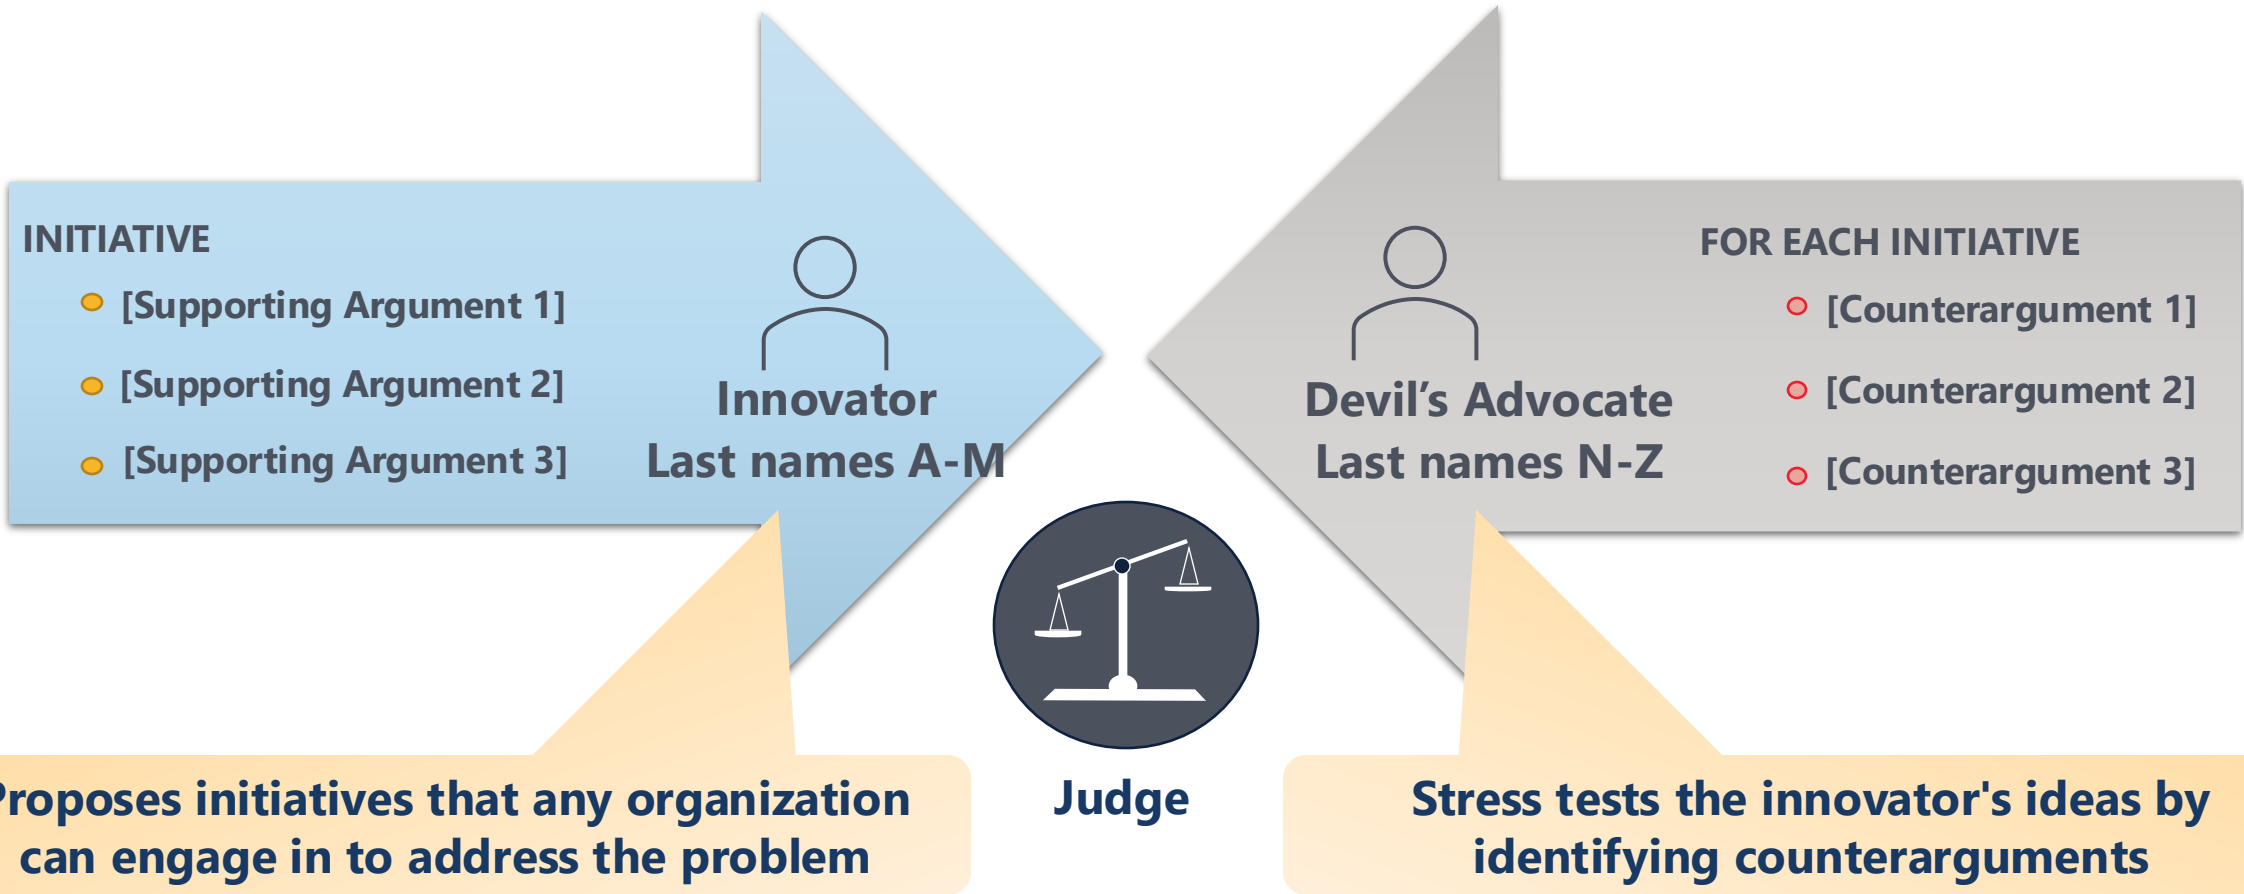 INITIATIVE
[Supporting Argument 1]
[Supporting Argument 2]
[Supporting Argument 3]
Innovator
Last names A-M
Devil’s Advocate
Last names N-Z
FOR EACH INITIATIVE
[Counterargument 1]
[Counterargument 2]
[Counterargument 3]
Proposes initiatives that any organization
can engage in to address the problem
Judge
Stress tests the innovator's ideas by
identifying counterarguments